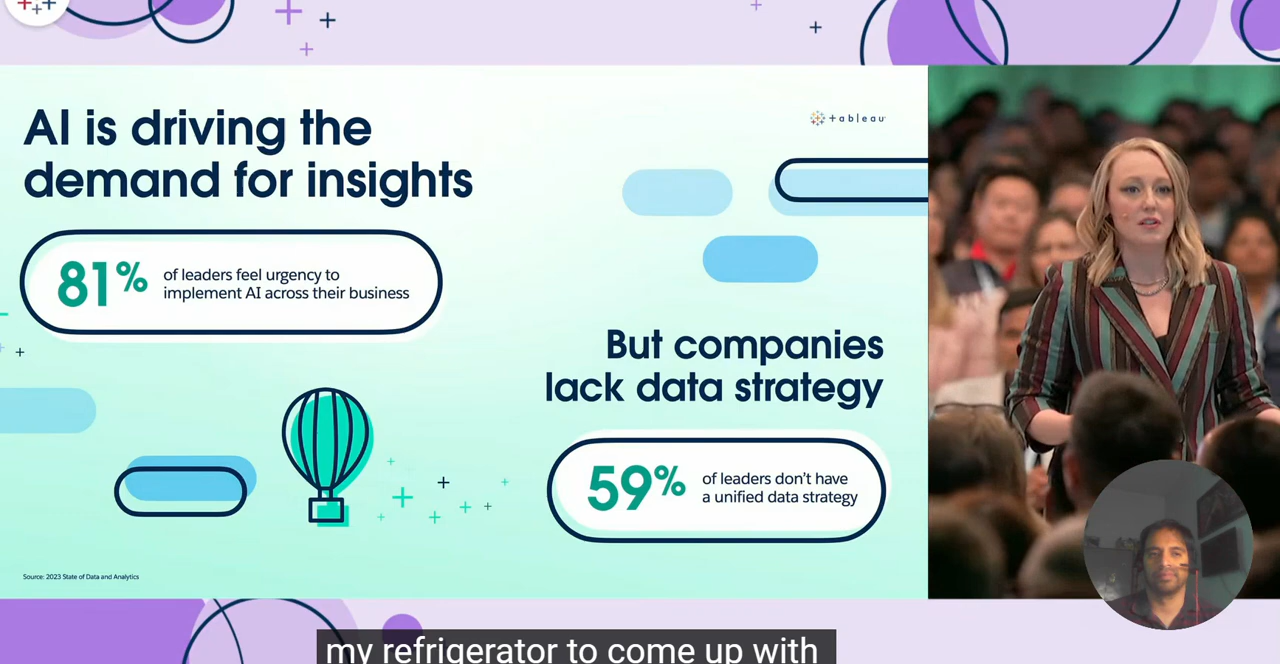 AI is driving the
demand for insights
+ableau
81% of leaders feel urgency to
implement AI across their business
But companies
lack data strategy
59% of leaders don't have
a unified data strategy
Source: 2023 State of Data and Analytics
my refrigerator to come up with